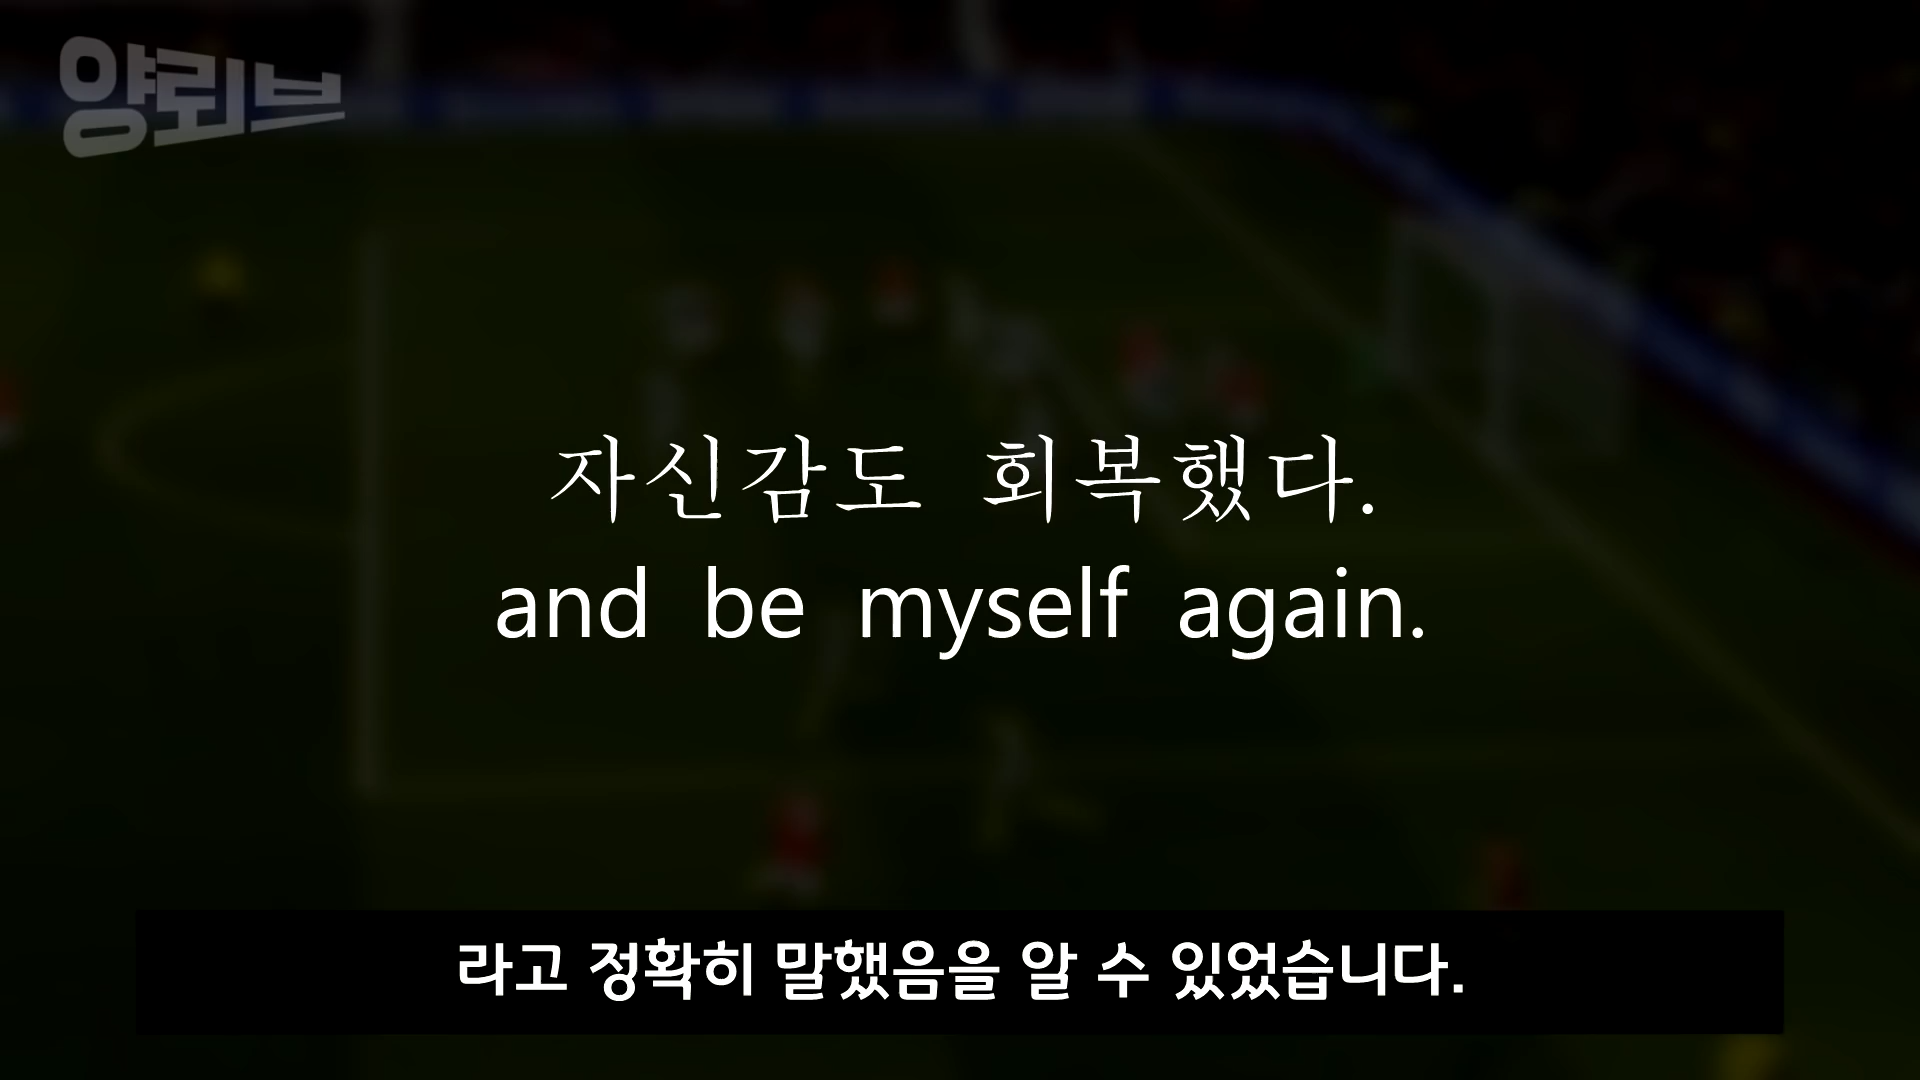 양뢰브
자신감도 회복했다.
and be myself again.
라고 정확히 말했음을 알 수 있었습니다.